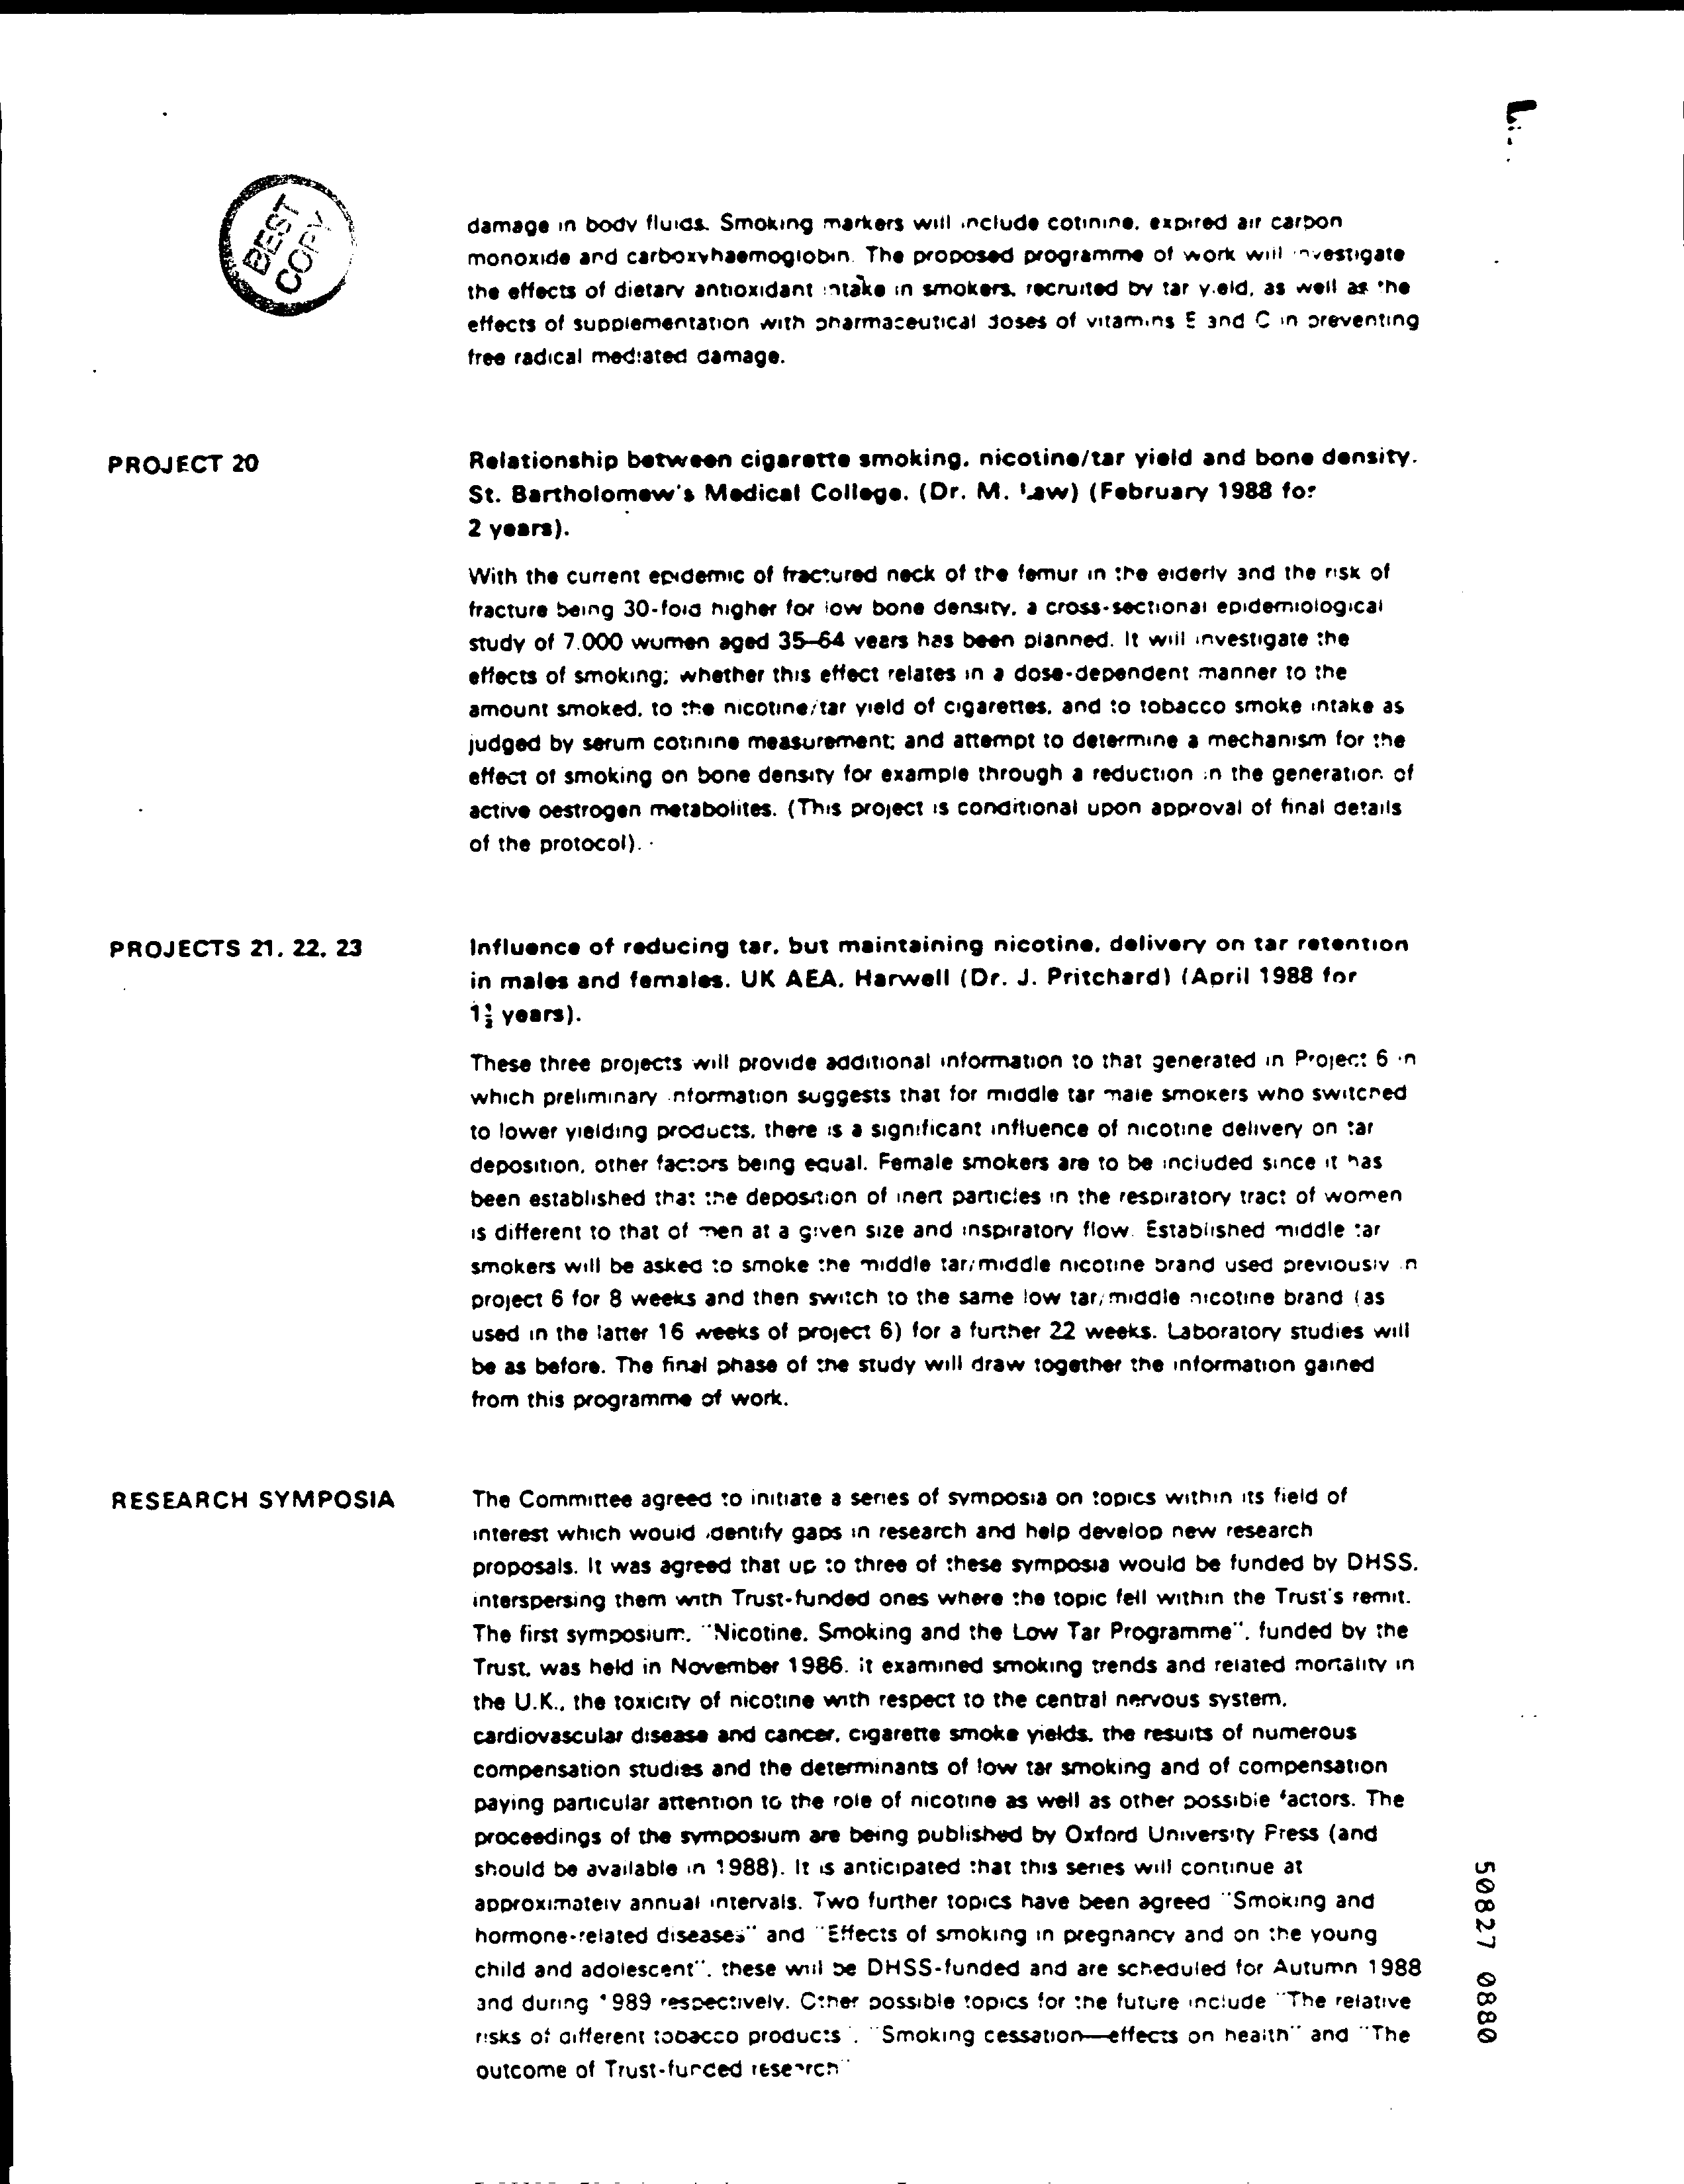 BEST
COPY
damage in body fluids. Smoking markers will include cotinine, expired air carbon
monoxide and carboxyhaemoglobin. The proposed programme of work will investigate
the effects of dietary antioxidant intake in smokers, recruited by tar yield, as well as the
effects of supplementation with pharmaceutical doses of vitamins E and C in preventing
free radical mediated damage.
PROJECT 20
Relationship between cigarette smoking, nicotine/tar yield and bone density.
St. Bartholomew's Medical College. (Dr. M. Law) (February 1988 for
2 years).
With the current epidemic of fractured neck of the femur in the elderly and the risk of
fracture being 30-fold higher for low bone density, a cross-sectional epidemiological
study of 7,000 women aged 35–64 years has been planned. It will investigate the
effects of smoking; whether this effect relates in a dose-dependent manner to the
amount smoked, to the nicotine/tar yield of cigarettes, and to tobacco smoke intake as
judged by serum cotinine measurement; and attempt to determine a mechanism for the
effect of smoking on bone density for example through a reduction in the generation of
active oestrogen metabolites. (This project is conditional upon approval of final details
of the protocol).
PROJECTS 21, 22, 23
Influence of reducing tar, but maintaining nicotine, delivery on tar retention
in males and females. UK AEA, Harwell (Dr. J. Pritchard) (April 1988 for
1½ years).
These three projects will provide additional information to that generated in Project 6 in
which preliminary information suggests that for middle tar male smokers who switched
to lower yielding products, there is a significant influence of nicotine delivery on tar
deposition, other factors being equal. Female smokers are to be included since it has
been established that the deposition of inert particles in the respiratory tract of women
is different to that of men at a given size and inspiratory flow. Established middle tar
smokers will be asked to smoke the middle tar/middle nicotine brand used previously in
project 6 for 8 weeks and then switch to the same low tar/middle nicotine brand (as
used in the latter 16 weeks of project 6) for a further 22 weeks. Laboratory studies will
be as before. The final phase of the study will draw together the information gained
from this programme of work.
RESEARCH SYMPOSIA
The Committee agreed to initiate a series of symposia on topics within its field of
interest which would identify gaps in research and help develop new research
proposals. It was agreed that up to three of these symposia would be funded by DHSS,
interspersing them with Trust-funded ones where the topic fell within the Trust's remit.
The first symposium, "Nicotine, Smoking and the Low Tar Programme", funded by the
Trust, was held in November 1986. It examined smoking trends and related mortality in
the U.K., the toxicity of nicotine with respect to the central nervous system,
cardiovascular disease and cancer, cigarette smoke yields, the results of numerous
compensation studies and the determinants of low tar smoking and of compensation
paying particular attention to the role of nicotine as well as other possible factors. The
proceedings of the symposium are being published by Oxford University Press (and
should be available in 1988). It is anticipated that this series will continue at
approximately annual intervals. Two further topics have been agreed "Smoking and
hormone-related diseases" and "Effects of smoking in pregnancy and on the young
child and adolescent", these will be DHSS-funded and are scheduled for Autumn 1988
and during 1989 respectively. Other possible topics for the future include "The relative
risks of different tobacco products", "Smoking cessation—effects on health" and "The
outcome of Trust-funded research"
50827 0880